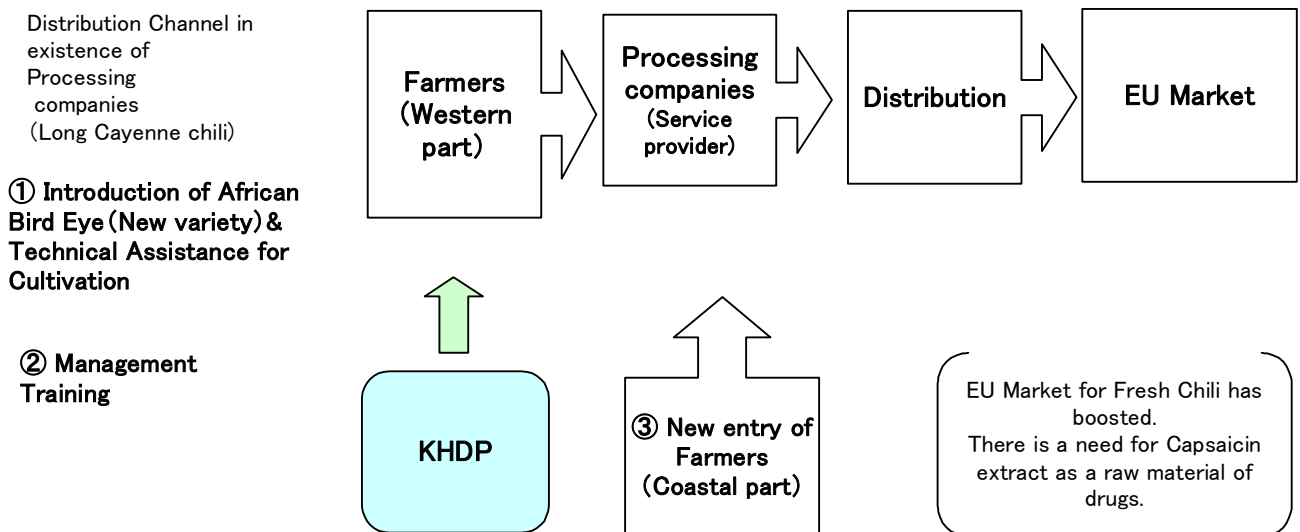 Distribution Channel in
existence of
Processing
companies
(Long Cayenne chili)
Farmers
(Western
part)
Processing
companies
(Service
provider)
Distribution
EU Market
① Introduction of African
Bird Eye(New variety)&
Technical Assistance for
Cultivation
② Management
Training
KHDP
③ New entry of
Farmers
(Coastal part)
EU Market for Fresh Chili has
boosted.
There is a need for Capsaicin
extract as a raw material of
drugs.